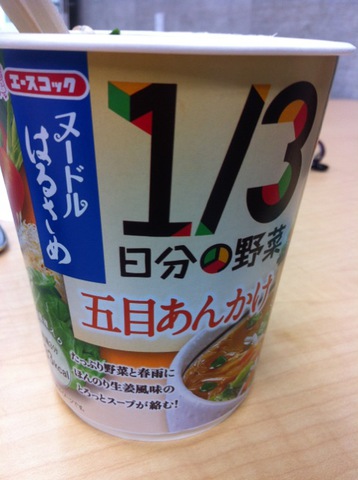 エースコック
ヌードル
はるさめ
1/3
日分の野菜
五目あんかけ
たっぷり野菜と春雨に
ほんのり生姜風味の
とろっとスープが絡む!